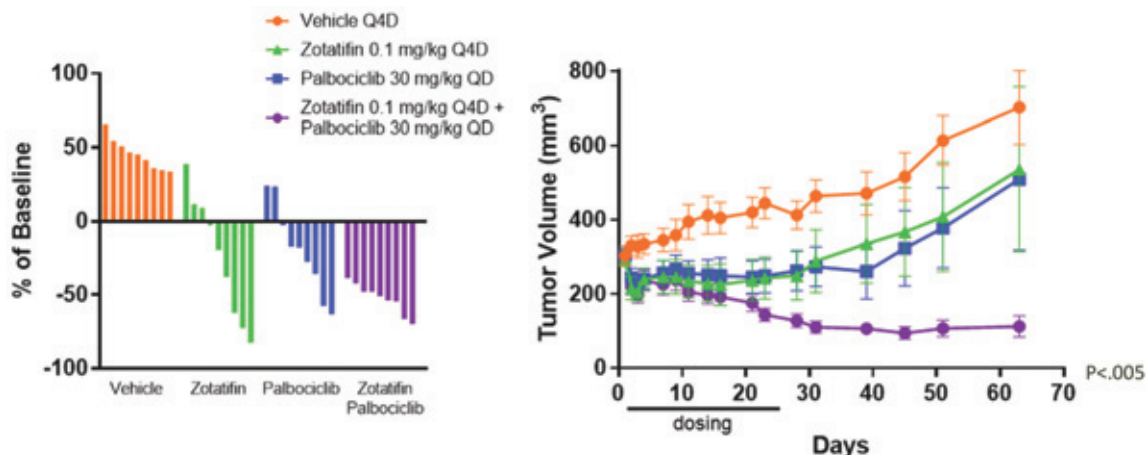 Vehicle Q4D
Zotatifin 0.1 mg/kg Q4D
Palbociclib 30 mg/kg QD
Zotatifin 0.1 mg/kg Q4D +
Palbociclib 30 mg/kg QD
% of Baseline
100
50
0
-50
-100
Vehicle
Zotatifin
Palbociclib
Zotatifin
Palbociclib
Tumor Volume (mm³)
800
600
400
200
0
0 10 20 30 40 50 60 70
dosing
Days
P<.005